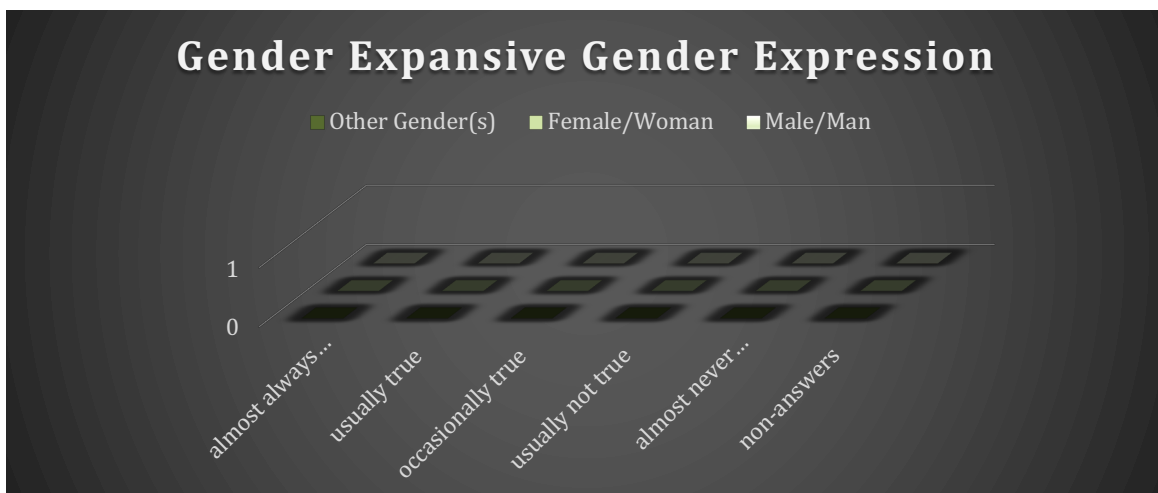 Gender Expansive Gender Expression
Other Gender(s) Female/Woman Male/Man
1
0
almost always...
usually true
occasionally true
usually not true
almost never...
non-answers